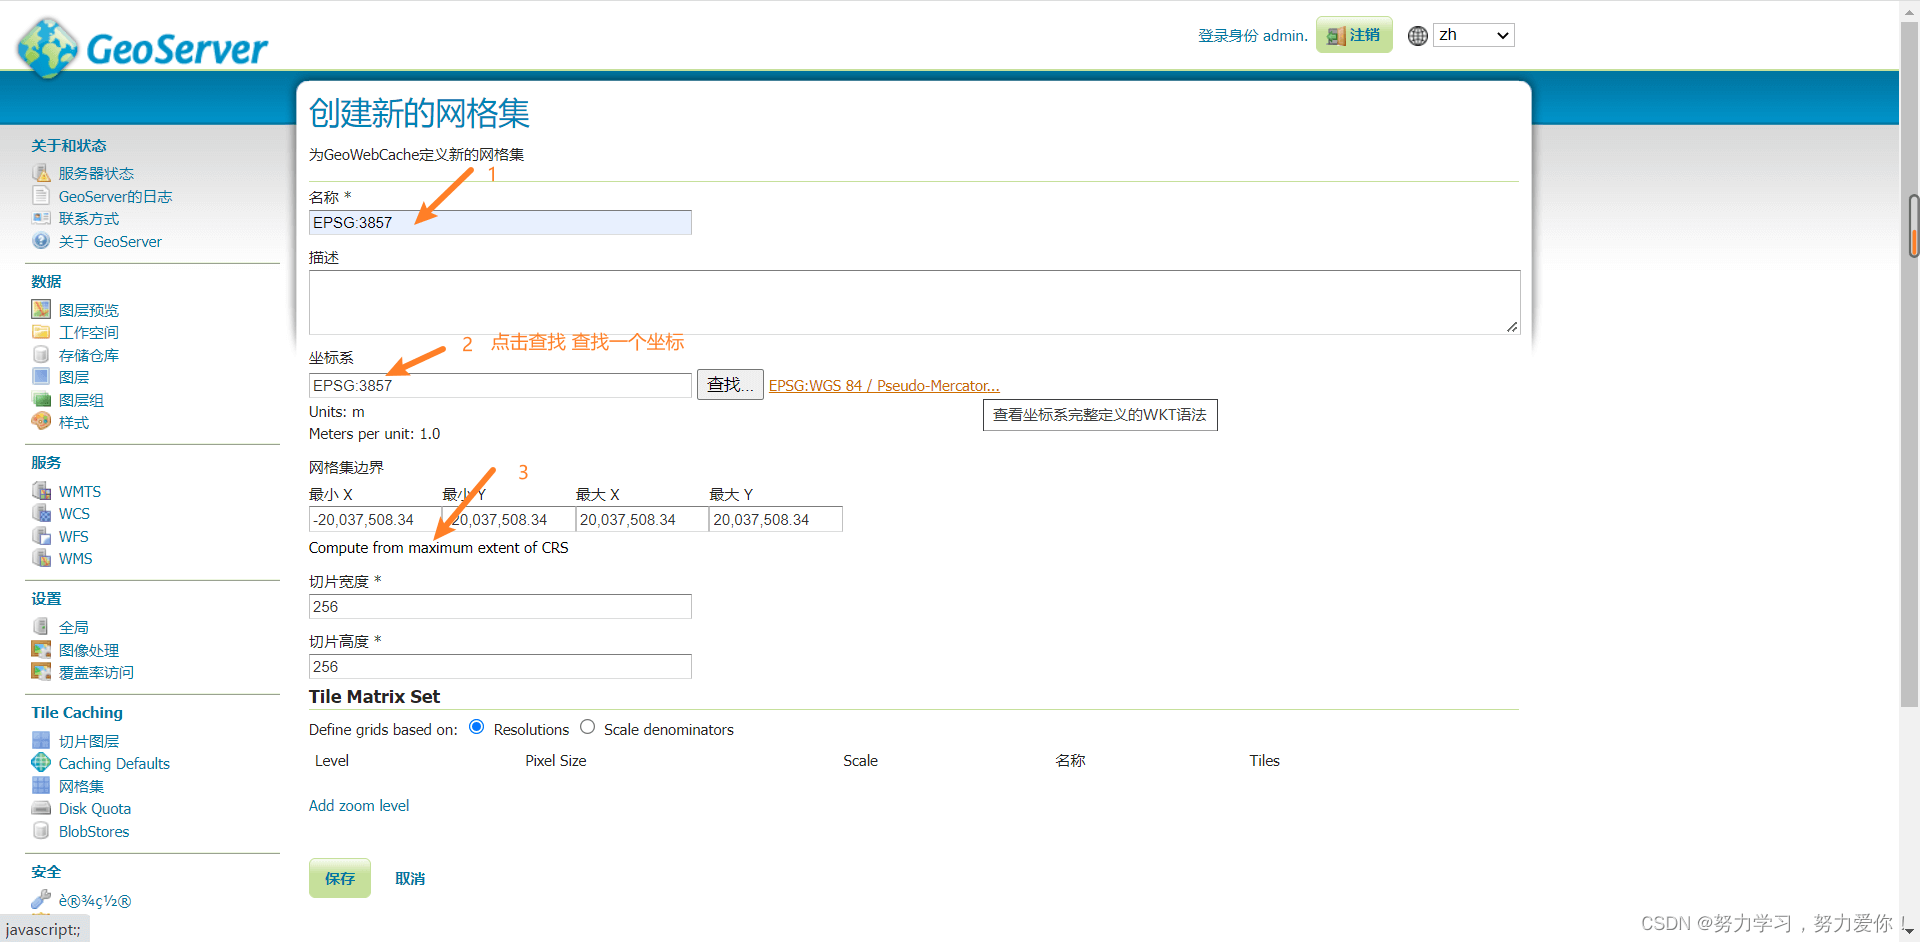 GeoServer
登录身份 admin.
注销
zh
创建新的网格集
为GeoWebCache定义新的网格集
1
名称 *
EPSG:3857
描述
2 点击查找 查找一个坐标
坐标系
EPSG:3857
查找...
EPSG:WGS 84 / Pseudo-Mercator...
查看坐标系完整定义的WKT语法
Units: m
Meters per unit: 1.0
网格集边界
3
最小 X 最小 Y 最大 X 最大 Y
-20,037,508.34 -20,037,508.34 20,037,508.34 20,037,508.34
Compute from maximum extent of CRS
切片宽度 *
256
切片高度 *
256
Tile Matrix Set
Define grids based on: Resolutions Scale denominators
Level Pixel Size Scale 名称 Tiles
Add zoom level
保存 取消
关于和状态
服务器状态
GeoServer的日志
联系方式
关于 GeoServer
数据
图层预览
工作空间
存储仓库
图层
图层组
样式
服务
WMTS
WCS
WFS
WMS
设置
全局
图像处理
覆盖率访问
Tile Caching
切片图层
Caching Defaults
网格集
Disk Quota
BlobStores
安全
è®¾ç½®
javascript:;
CSDN @努力学习，努力爱你！